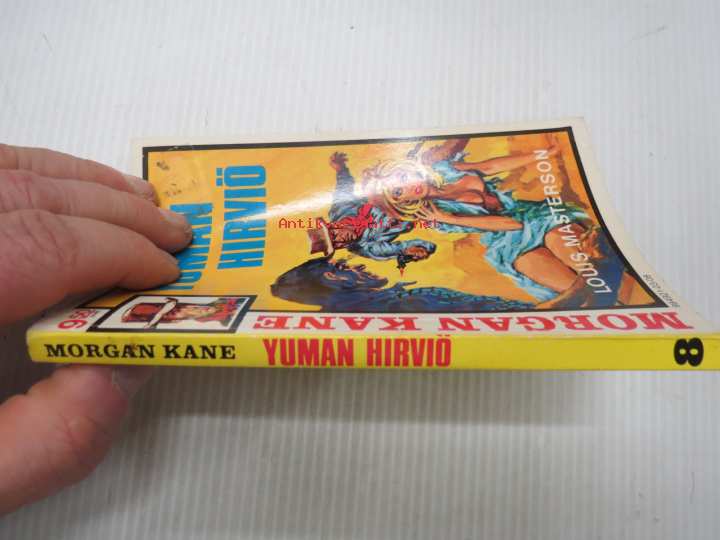 YUMAN
HIRVIÖ
LOUIS MASTERSON
MORGAN KANE
MORGAN KANE YUMAN HIRVIÖ 8